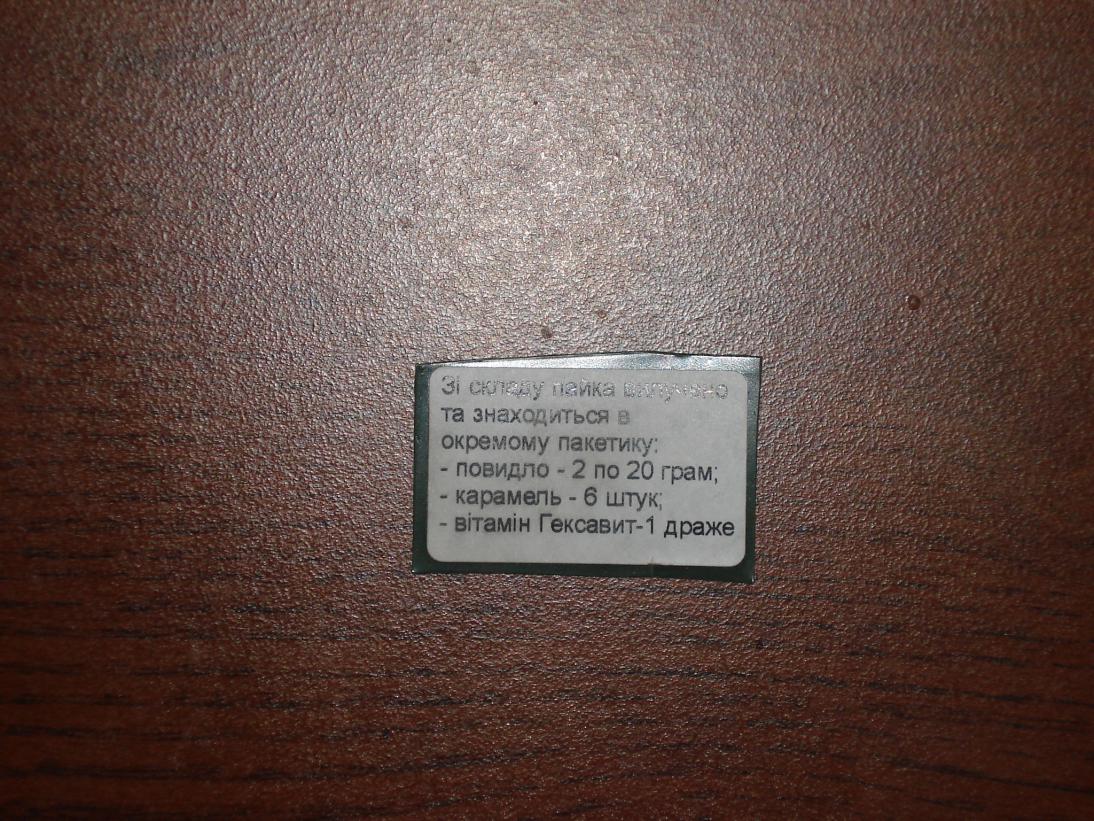 Зі складу пайка вилучено
та знаходиться в
окремому пакетику:
- повидло - 2 по 20 грам;
- карамель - 6 штук;
- вітамін Гексавит-1 драже